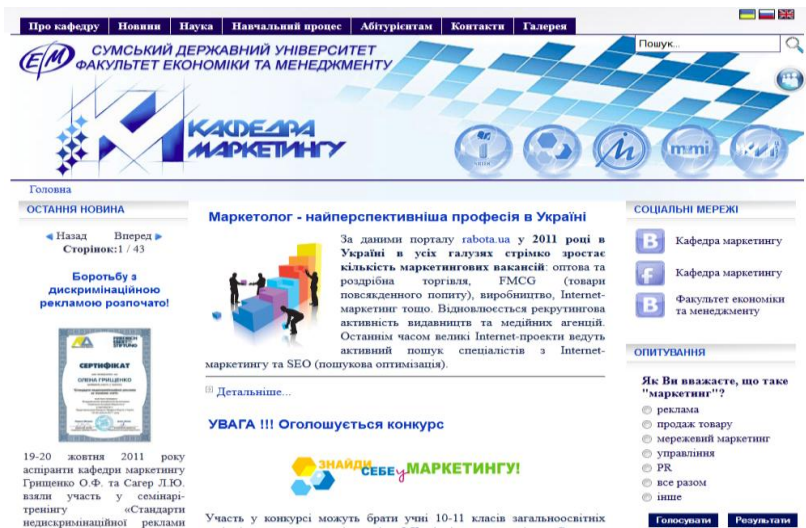 Про кафедру Новини Наука Навчальний процес Абітурієнтам Контакти Галерея
Пошук...
ЕМ
СУМСЬКИЙ ДЕРЖАВНИЙ УНІВЕРСИТЕТ
ФАКУЛЬТЕТ ЕКОНОМІКИ ТА МЕНЕДЖМЕНТУ
КМ
КАФЕДРА
МАРКЕТИНГУ
mmi
Головна
ОСТАННЯ НОВИНА
Назад Вперед
Сторінок:1 / 43
Боротьбу з
дискримінаційною
рекламою розпочато!
СЕРТИФІКАТ
ОЛЕНА ГРИЩЕНКО
19-20 жовтня 2011 року
аспіранти кафедри маркетингу
Грищенко О.Ф. та Сагер Л.Ю.
взяли участь у семінарі-
тренінгу «Стандарти
недискримінаційної реклами
Маркетолог - найперспективніша професія в Україні
За даними порталу rabota.ua у 2011 році в
Україні в усіх галузях стрімко зростає
кількість маркетингових вакансій: оптова та
роздрібна торгівля, FMCG (товари
повсякденного попиту), виробництво, Internet-
маркетинг тощо. Відновлюється рекрутингова
активність видавництв та медійних агенцій.
Останнім часом великі Internet-проекти ведуть
активний пошук спеціалістів з Internet-
маркетингу та SEO (пошукова оптимізація).
Детальніше...
УВАГА !!! Оголошується конкурс
ЗНАЙДИ СЕБЕ у МАРКЕТИНГУ!
Участь у конкурсі можуть брати учні 10-11 класів загальноосвітніх
СОЦІАЛЬНІ МЕРЕЖІ
В Кафедра маркетингу
f Кафедра маркетингу
В Факультет економіки
та менеджменту
ОПИТУВАННЯ
Як Ви вважаєте, що таке
"маркетинг"?
реклама
продаж товару
мережевий маркетинг
управління
PR
все разом
інше
Голосувати Результати